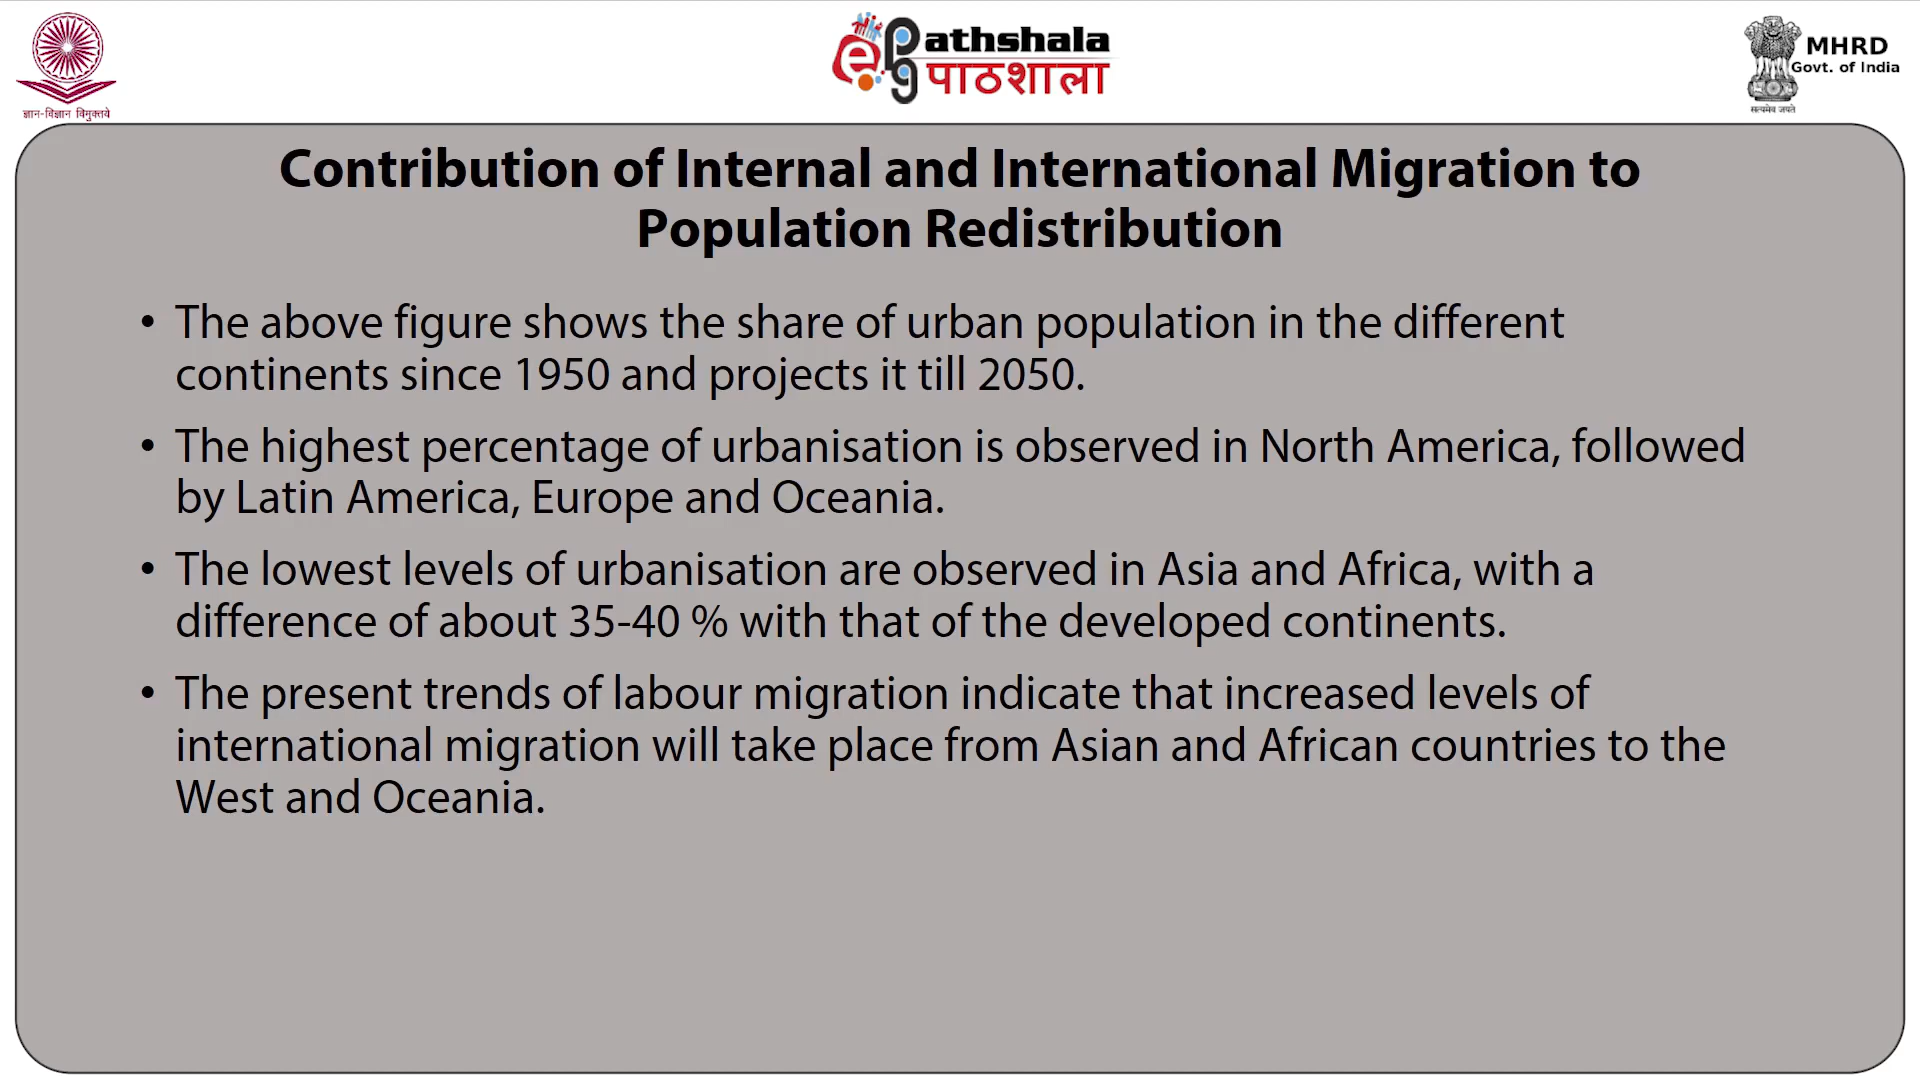 ज्ञान-विज्ञान विमुक्तये
ePG Pathshala
पाठशाला
MHRD
Govt. of India
सत्यमेव जयते
Contribution of Internal and International Migration to
Population Redistribution
• The above figure shows the share of urban population in the different
continents since 1950 and projects it till 2050.
• The highest percentage of urbanisation is observed in North America, followed
by Latin America, Europe and Oceania.
• The lowest levels of urbanisation are observed in Asia and Africa, with a
difference of about 35-40 % with that of the developed continents.
• The present trends of labour migration indicate that increased levels of
international migration will take place from Asian and African countries to the
West and Oceania.